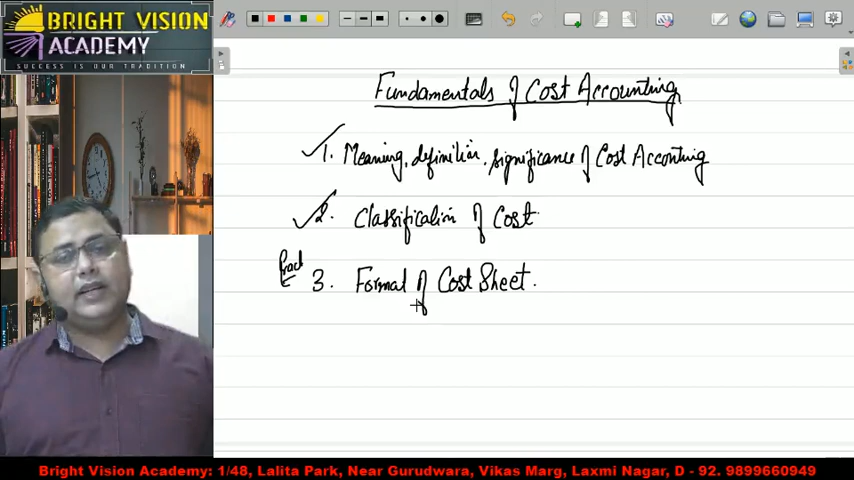 BRIGHT VISION
ACADEMY
SUCCESS IS OUR TRADITION
Fundamentals of Cost Accounting
1. Meaning, definition, significance of Cost Acconting
2. Classification of Cost
Pract
3. Format of Cost Sheet.
Bright Vision Academy: 1/48, Lalita Park, Near Gurudwara, Vikas Marg, Laxmi Nagar, D - 92. 9899660949